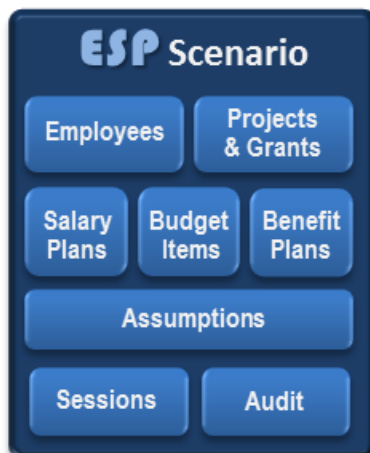 ESP Scenario
Employees
Projects
& Grants
Salary
Plans
Budget
Items
Benefit
Plans
Assumptions
Sessions
Audit